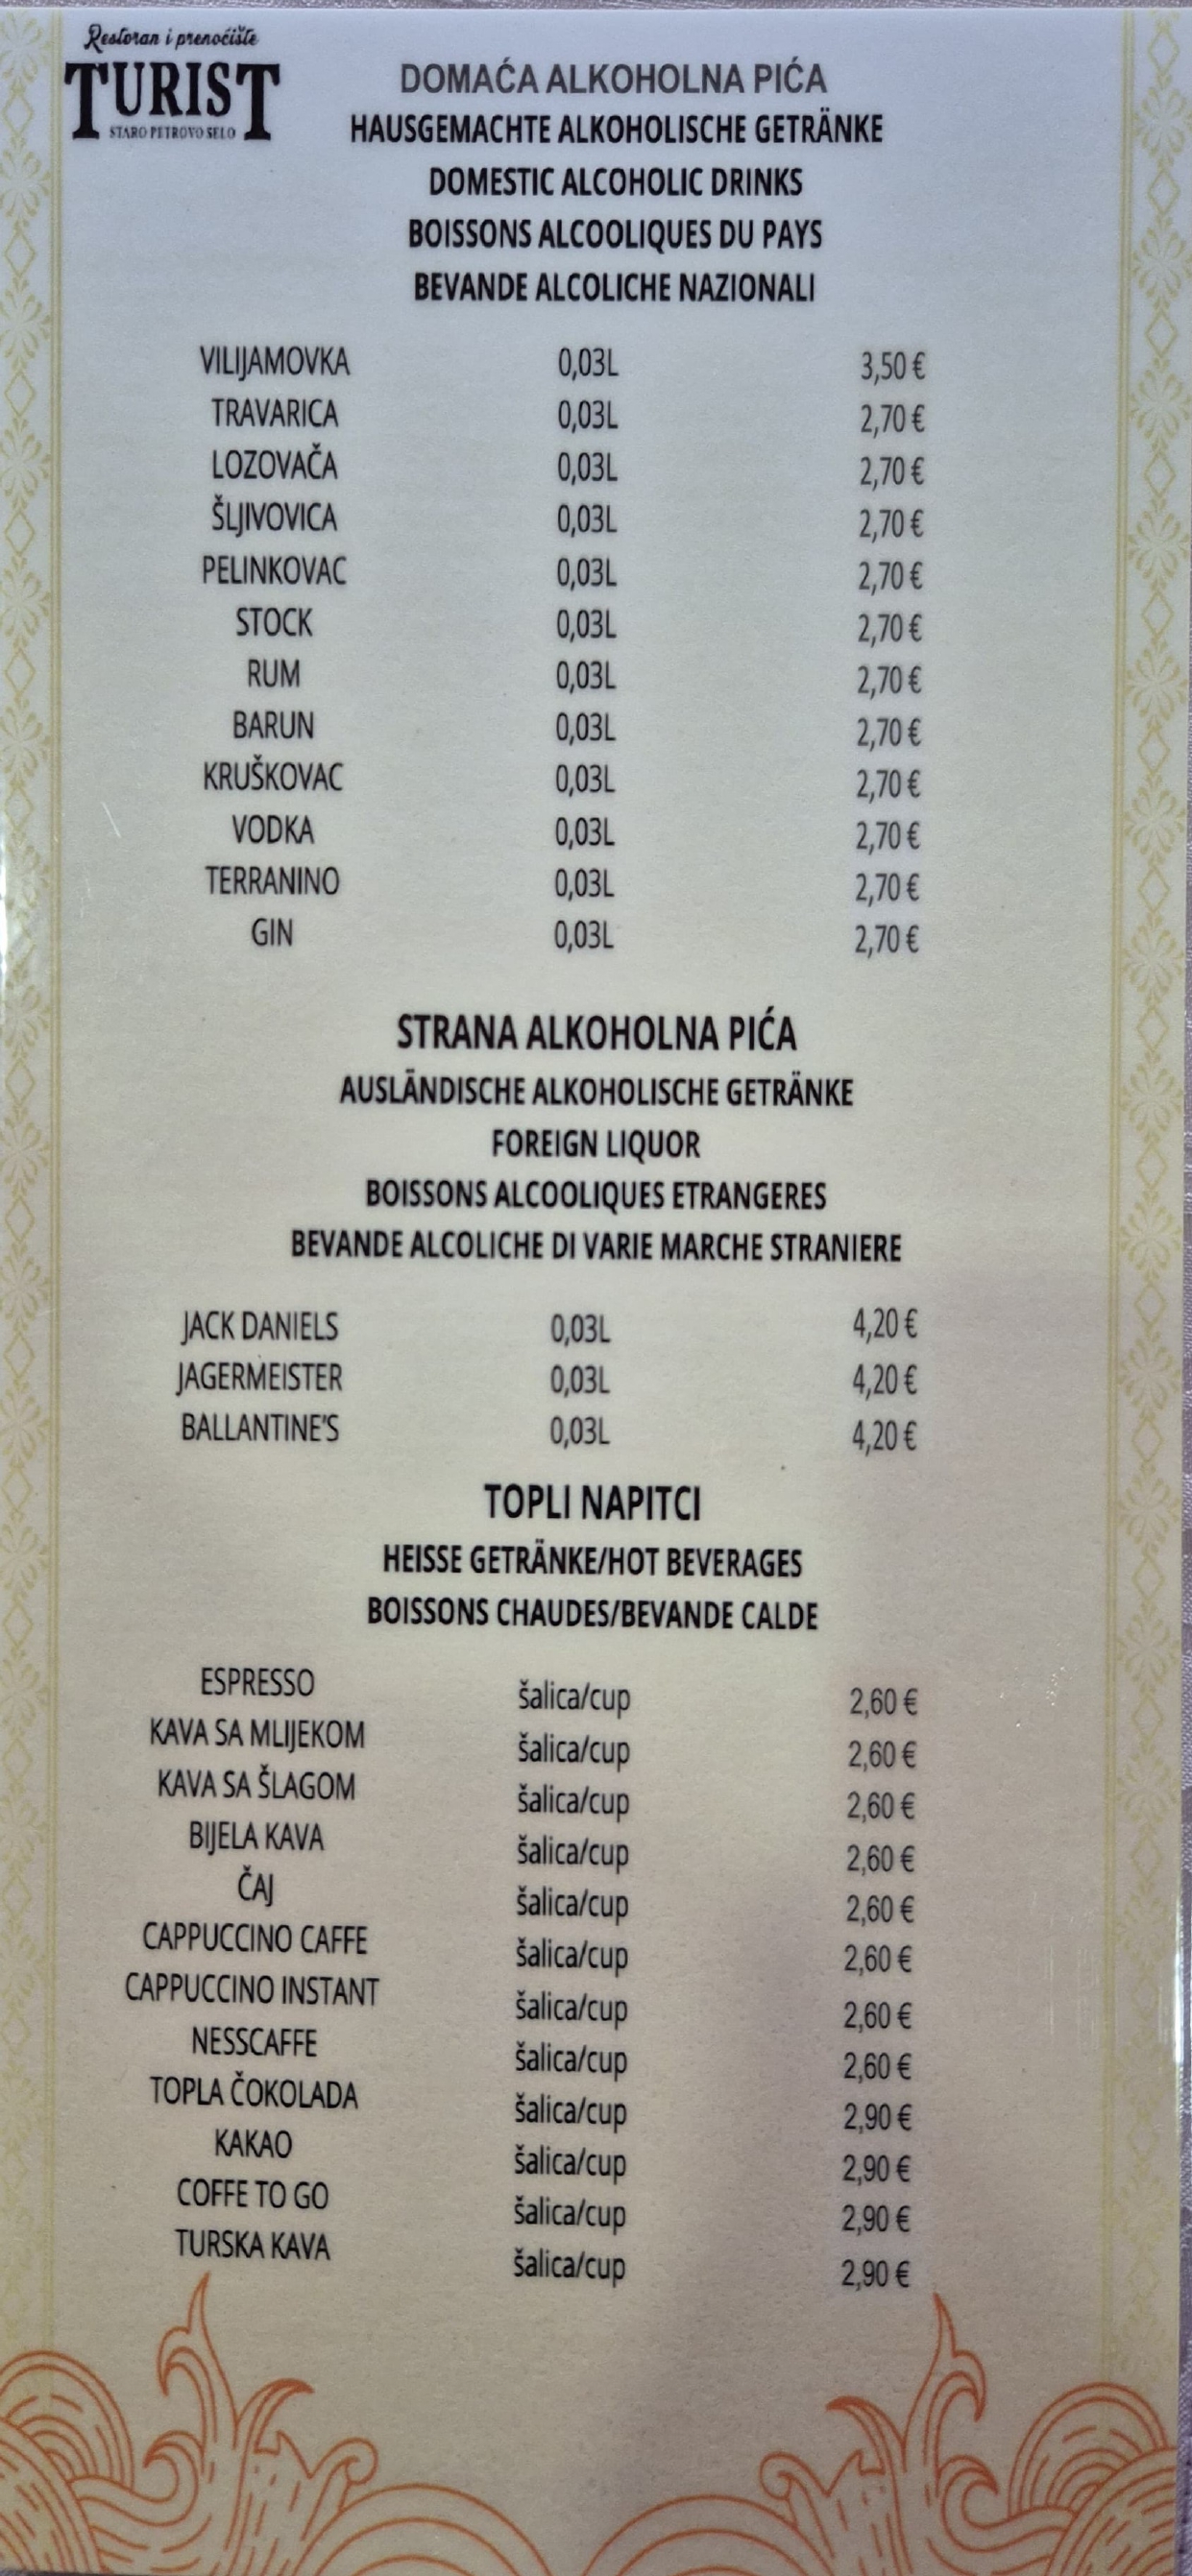 Restoran i prenoćište
TURIST
STARO PETROVO SELO
DOMAĆA ALKOHOLNA PIĆA
HAUSGEMACHTE ALKOHOLISCHE GETRÄNKE
DOMESTIC ALCOHOLIC DRINKS
BOISSONS ALCOOLIQUES DU PAYS
BEVANDE ALCOLICHE NAZIONALI
VILIJAMOVKA 0,03L 3,50 €
TRAVARICA 0,03L 2,70 €
LOZOVAČA 0,03L 2,70 €
ŠLJIVOVICA 0,03L 2,70 €
PELINKOVAC 0,03L 2,70 €
STOCK 0,03L 2,70 €
RUM 0,03L 2,70 €
BARUN 0,03L 2,70 €
KRUŠKOVAC 0,03L 2,70 €
VODKA 0,03L 2,70 €
TERRANINO 0,03L 2,70 €
GIN 0,03L 2,70 €
STRANA ALKOHOLNA PIĆA
AUSLÄNDISCHE ALKOHOLISCHE GETRÄNKE
FOREIGN LIQUOR
BOISSONS ALCOOLIQUES ETRANGERES
BEVANDE ALCOLICHE DI VARIE MARCHE STRANIERE
JACK DANIELS 0,03L 4,20 €
JAGERMEISTER 0,03L 4,20 €
BALLANTINE'S 0,03L 4,20 €
TOPLI NAPITCI
HEISSE GETRÄNKE/HOT BEVERAGES
BOISSONS CHAUDES/BEVANDE CALDE
ESPRESSO šalica/cup 2,60 €
KAVA SA MLIJEKOM šalica/cup 2,60 €
KAVA SA ŠLAGOM šalica/cup 2,60 €
BIJELA KAVA šalica/cup 2,60 €
ČAJ šalica/cup 2,60 €
CAPPUCCINO CAFFE šalica/cup 2,60 €
CAPPUCCINO INSTANT šalica/cup 2,60 €
NESSCAFFE šalica/cup 2,60 €
TOPLA ČOKOLADA šalica/cup 2,90 €
KAKAO šalica/cup 2,90 €
COFFE TO GO šalica/cup 2,90 €
TURSKA KAVA šalica/cup 2,90 €